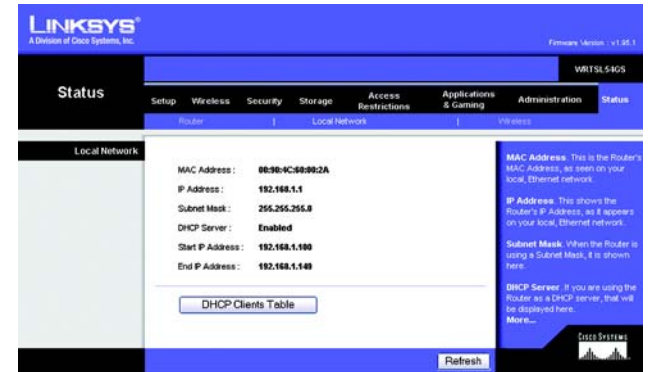 LINKSYS®
A Division of Cisco Systems, Inc.
Firmware Version : v1.95.1
WRTSL54GS
Status
Setup Wireless Security Storage Access Restrictions Applications & Gaming Administration Status
Router | Local Network | Wireless
Local Network
MAC Address : 00:90:4C:60:00:2A
IP Address : 192.168.1.1
Subnet Mask : 255.255.255.0
DHCP Server : Enabled
Start IP Address : 192.168.1.100
End IP Address : 192.168.1.149
DHCP Clients Table
MAC Address. This is the Router's
MAC Address, as seen on your
local, Ethernet network.
IP Address. This shows the
Router's IP Address, as it appears
on your local, Ethernet network.
Subnet Mask. When the Router is
using a Subnet Mask, it is shown
here.
DHCP Server. If you are using the
Router as a DHCP server, that will
be displayed here.
More...
Refresh
CISCO SYSTEMS